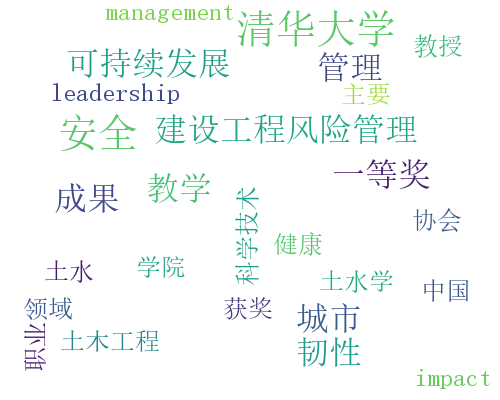 management
清华大学
教授
可持续发展
管理
leadership
主要
安全
建设工程风险管理
一等奖
教学
成果
科学技术
协会
健康
土水
学院
土水学
中国
领域
获奖
城市
职业
土木工程
韧性
impact